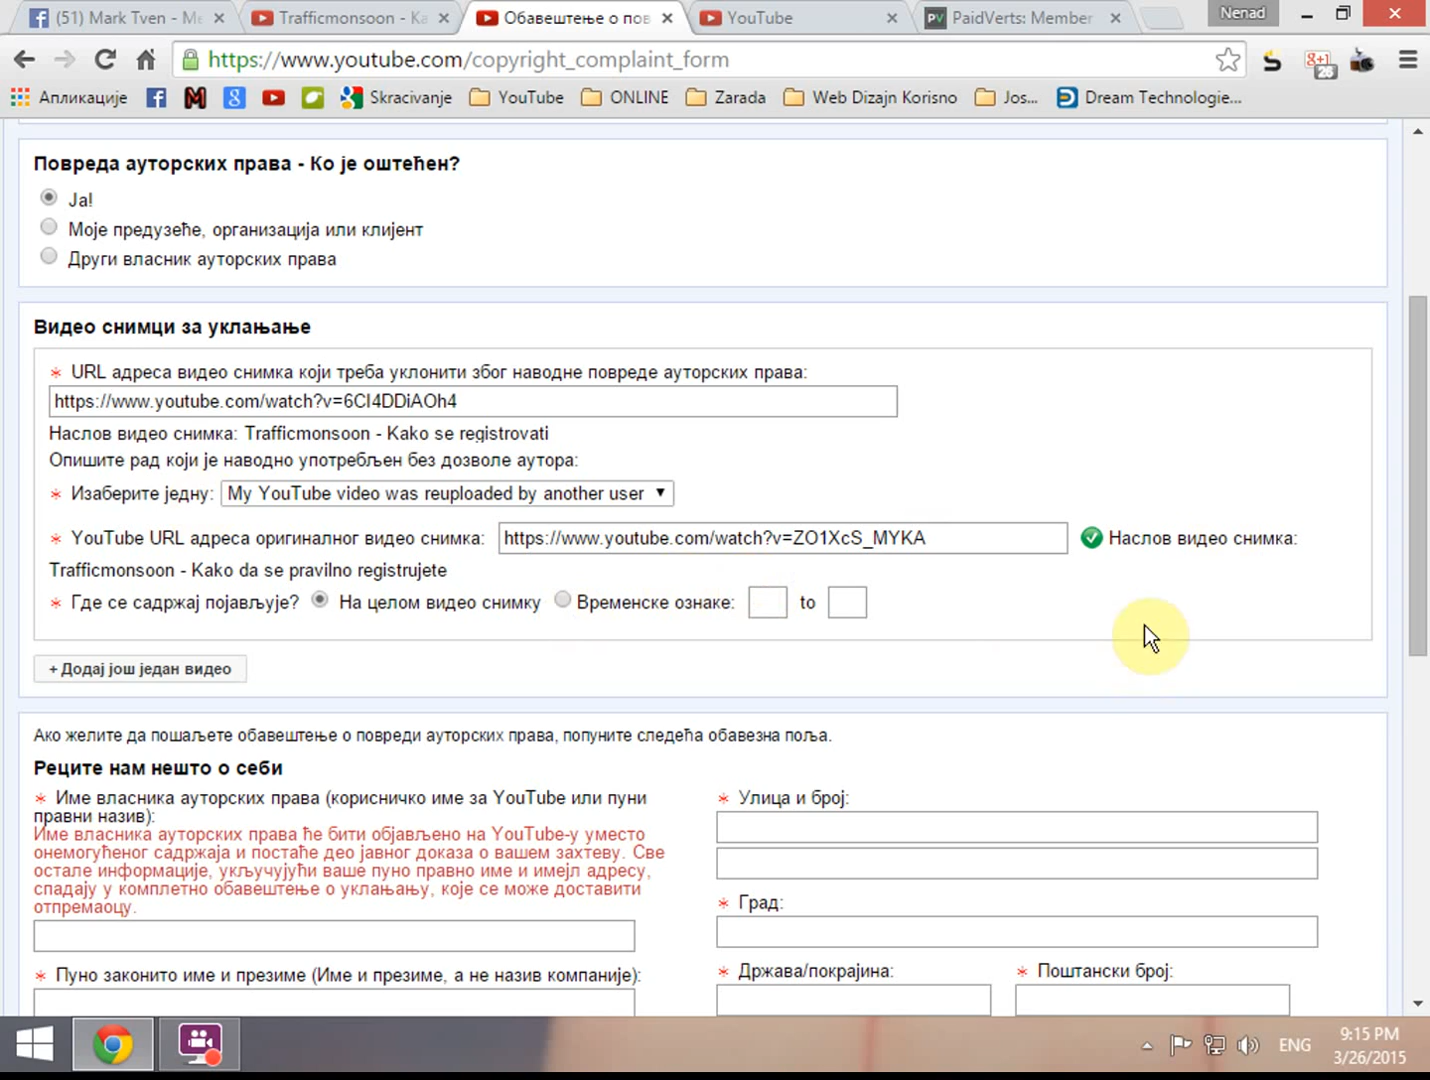 (51) Mark Tven - Me
Trafficmonsoon - Ka
Обавештење о пов
YouTube
PaidVerts: Member
Nenad
https://www.youtube.com/copyright_complaint_form
Апликације
Skracivanje
YouTube
ONLINE
Zarada
Web Dizajn Korisno
Jos...
Dream Technologie...
Повреда ауторских права - Ко је оштећен?
Ја!
Моје предузеће, организација или клијент
Други власник ауторских права
Видео снимци за уклањање
* URL адреса видео снимка који треба уклонити због наводне повреде ауторских права:
https://www.youtube.com/watch?v=6CI4DDiAOh4
Наслов видео снимка: Trafficmonsoon - Kako se registrovati
Опишите рад који је наводно употребљен без дозволе аутора:
* Изаберите једну: My YouTube video was reuploaded by another user
* YouTube URL адреса оригиналног видео снимка: https://www.youtube.com/watch?v=ZO1XcS_MYKA Наслов видео снимка:
Trafficmonsoon - Kako da se pravilno registrujete
* Где се садржај појављује? На целом видео снимку Временске ознаке: to
+ Додај још један видео
Ако желите да пошаљете обавештење о повреди ауторских права, попуните следећа обавезна поља.
Реците нам нешто о себи
* Име власника ауторских права (корисничко име за YouTube или пуни
правни назив):
Име власника ауторских права ће бити објављено на YouTube-у уместо
онемогућеног садржаја и постаће део јавног доказа о вашем захтеву. Све
остале информације, укључујући ваше пуно правно име и имејл адресу,
спадају у комплетно обавештење о уклањању, које се може доставити
отпремаоцу.
* Пуно законито име и презиме (Име и презиме, а не назив компаније):
* Улица и број:
* Град:
* Држава/покрајина:
* Поштански број:
ENG
9:15 PM
3/26/2015